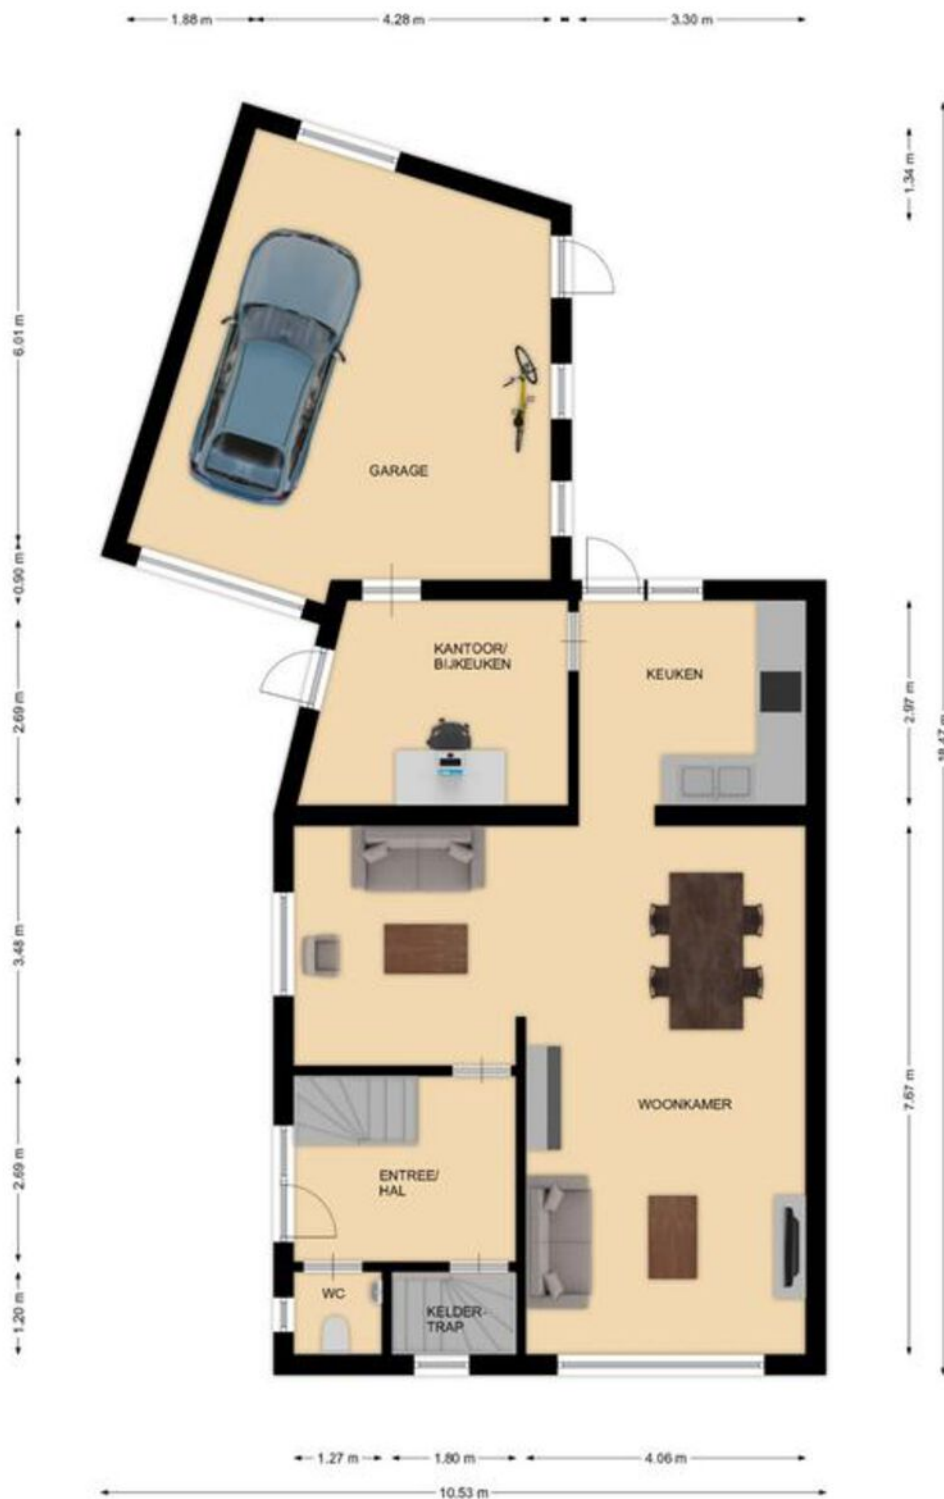 1.88 m
4.28 m
3.30 m
1.34 m
6.01 m
GARAGE
0.90 m
KANTOOR/
BIJKEUKEN
KEUKEN
2.69 m
2.97 m
18.47 m
3.48 m
WOONKAMER
7.67 m
ENTREE/
HAL
2.69 m
WC
KELDER-
TRAP
1.20 m
1.27 m
1.80 m
4.06 m
10.53 m